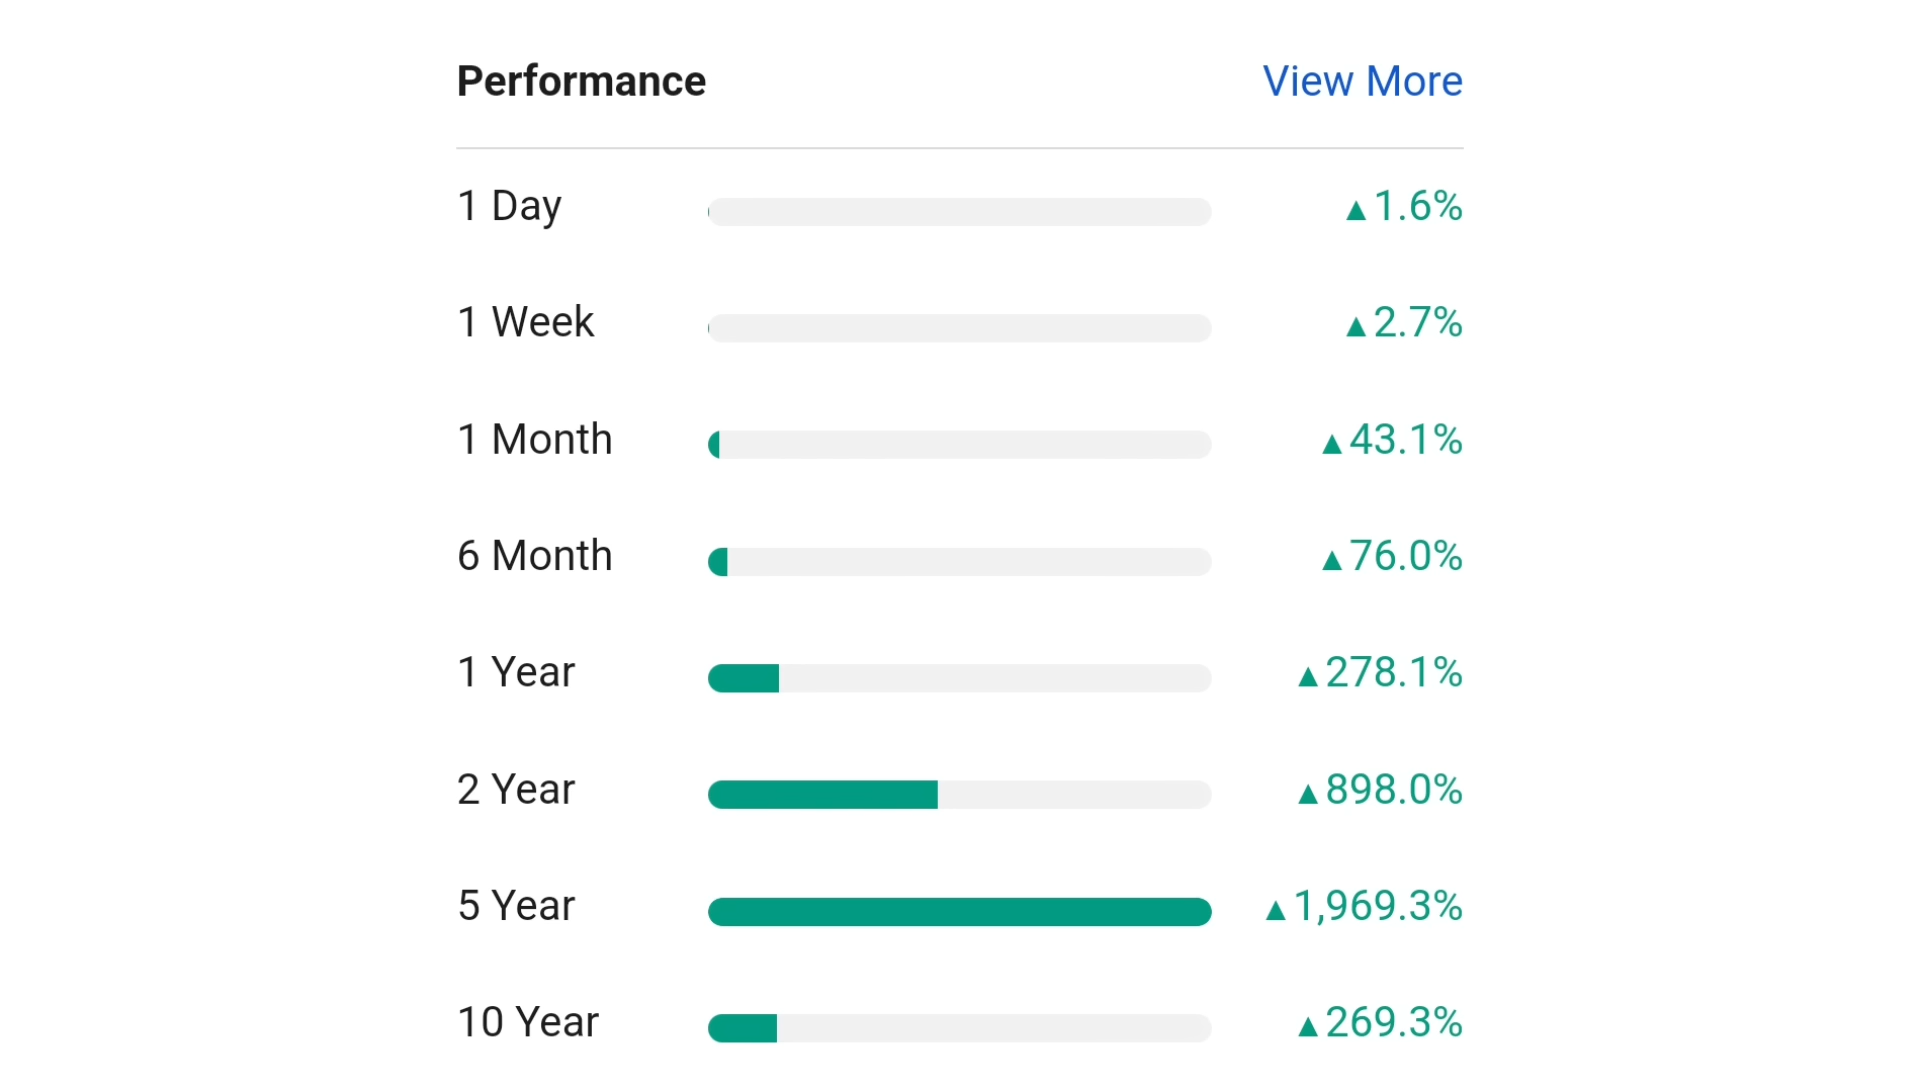 Performance View More
1 Day ▲1.6%
1 Week ▲2.7%
1 Month ▲43.1%
6 Month ▲76.0%
1 Year ▲278.1%
2 Year ▲898.0%
5 Year ▲1,969.3%
10 Year ▲269.3%